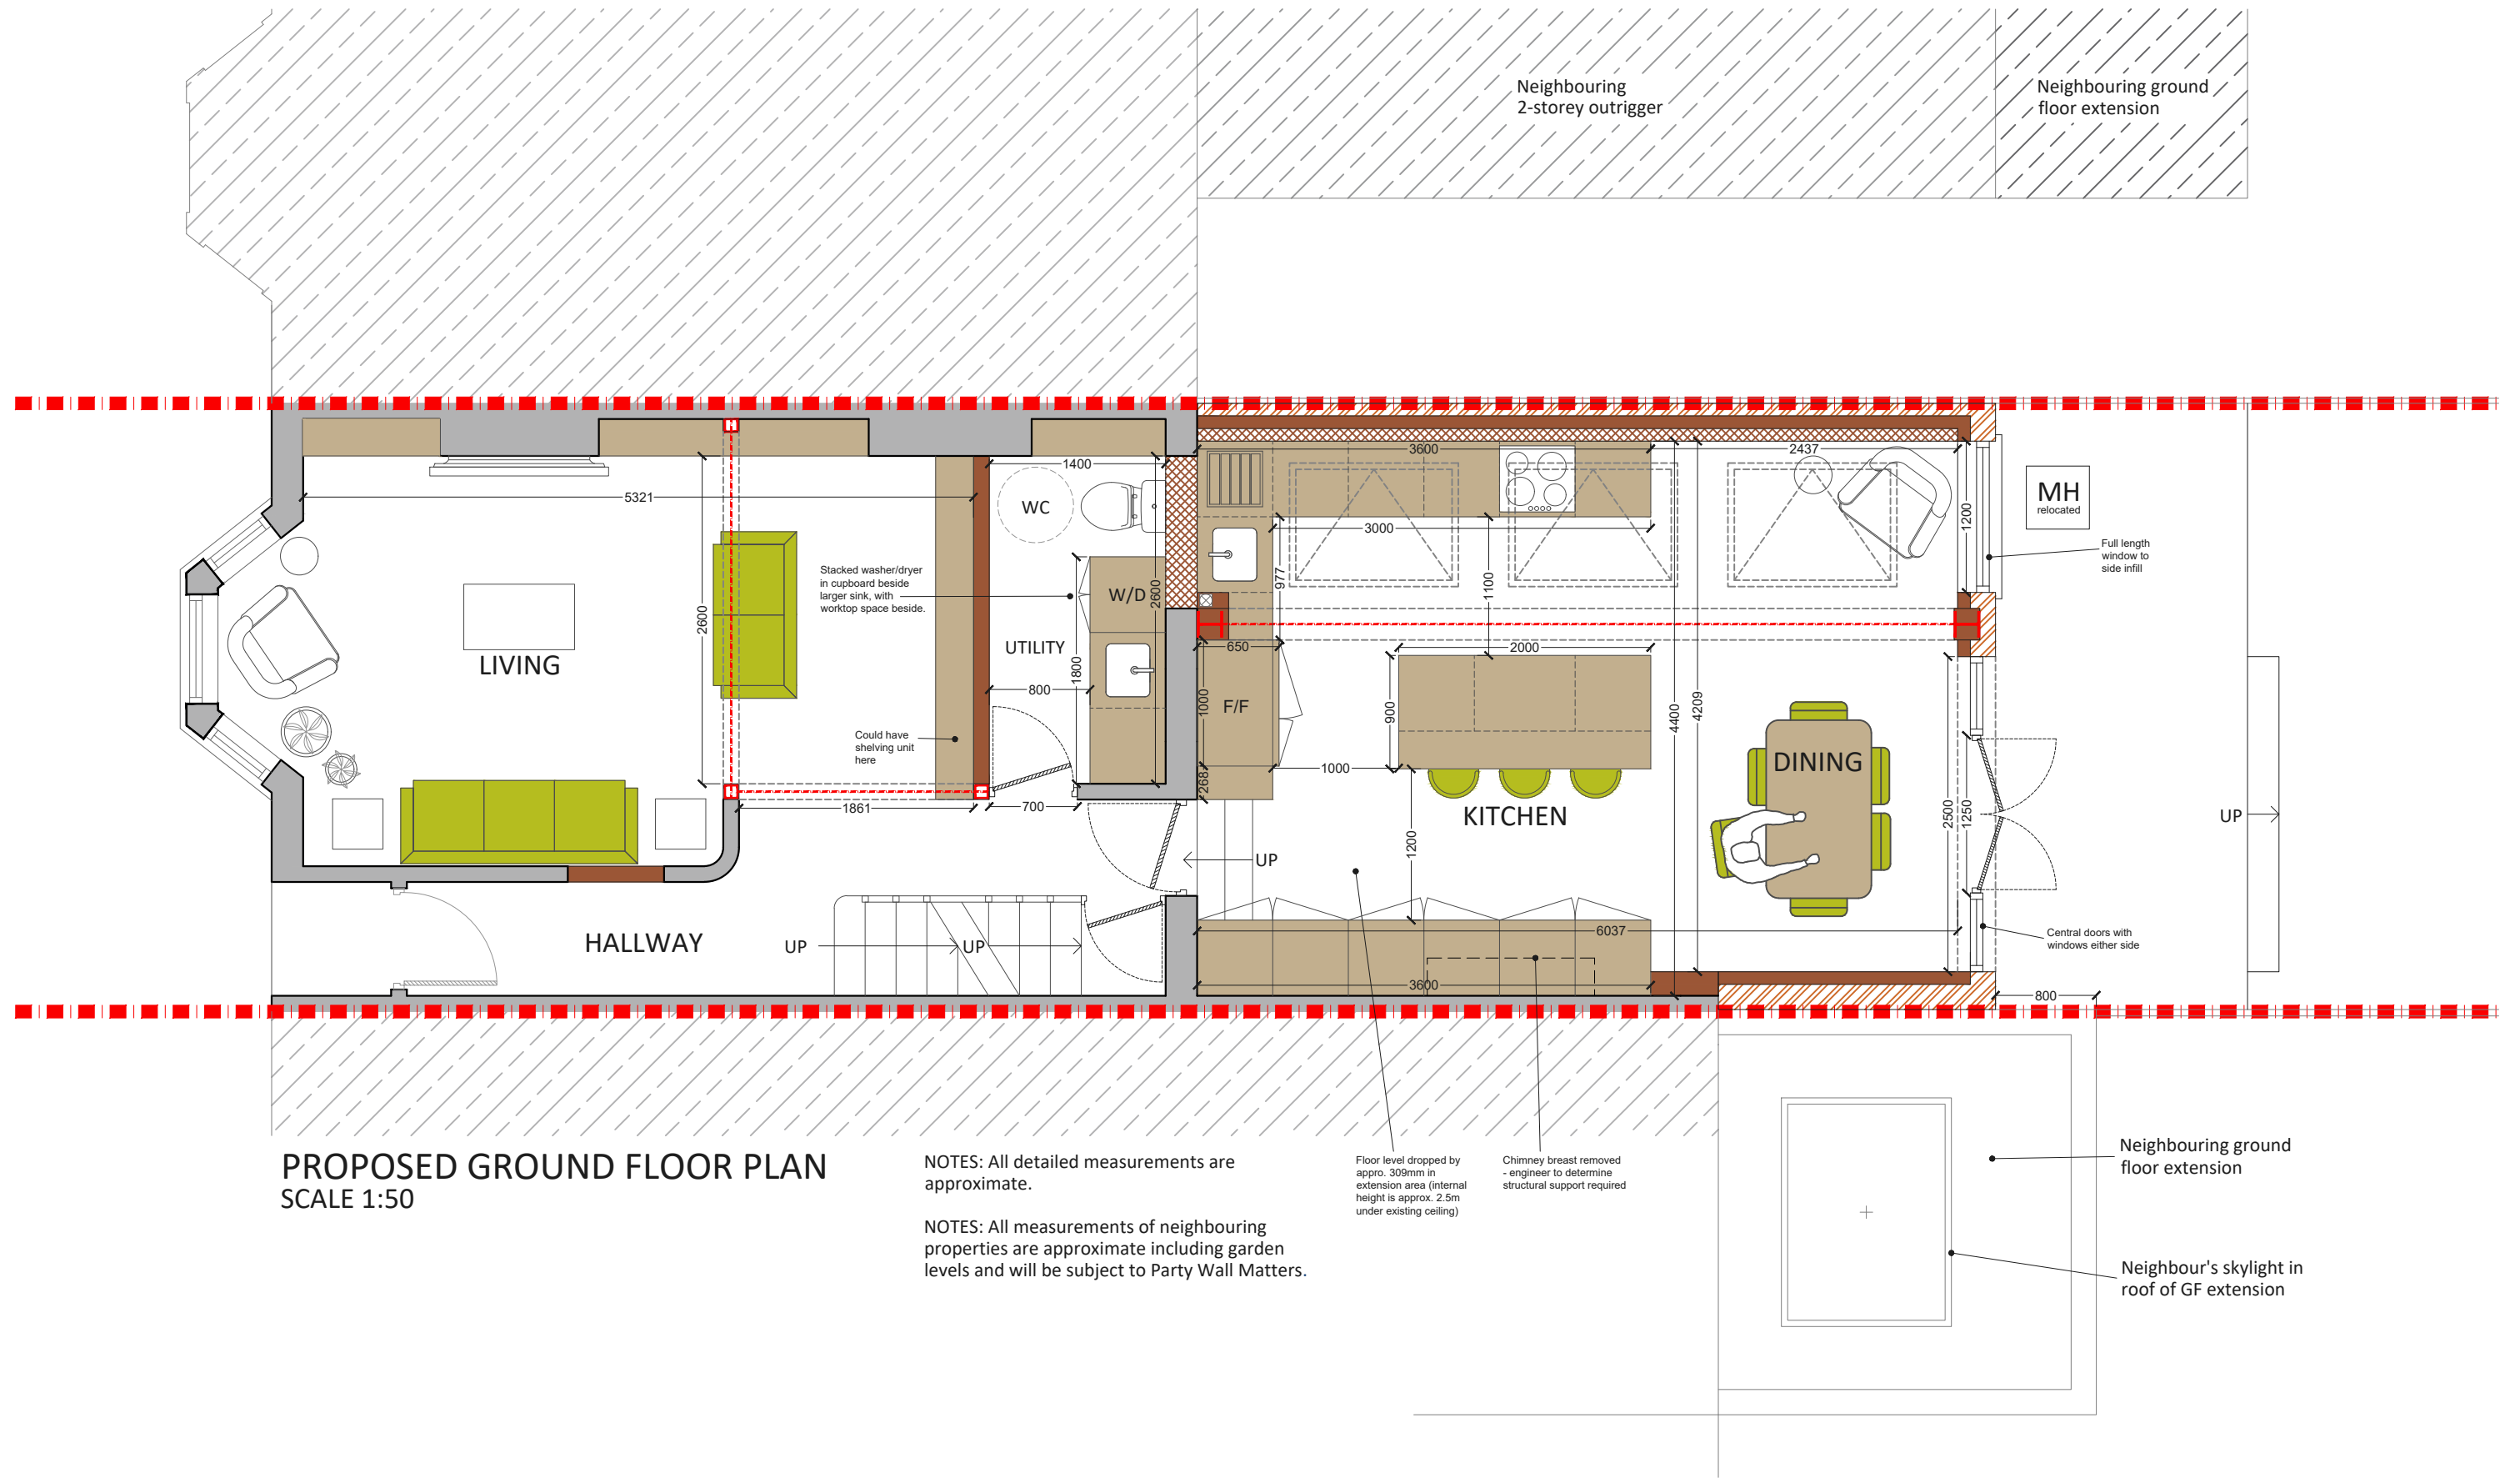 Neighbouring
2-storey outrigger
Neighbouring ground
floor extension
1400
3600
2437
5321
WC
3000
1200
MH
relocated
Full length
window to
side infill
Stacked washer/dryer
in cupboard beside
larger sink, with
worktop space beside.
W/D
2600
977
1100
2600
LIVING
UTILITY
1800
650
2000
800
1000
F/F
900
4400
4209
Could have
shelving unit
here
DINING
1000
268
1861
700
KITCHEN
2500
1250
UP
1200
UP
HALLWAY
UP
UP
6037
Central doors with
windows either side
3600
800
PROPOSED GROUND FLOOR PLAN
SCALE 1:50
NOTES: All detailed measurements are
approximate.
NOTES: All measurements of neighbouring
properties are approximate including garden
levels and will be subject to Party Wall Matters.
Floor level dropped by
appro. 309mm in
extension area (internal
height is approx. 2.5m
under existing ceiling)
Chimney breast removed
- engineer to determine
structural support required
Neighbouring ground
floor extension
Neighbour's skylight in
roof of GF extension